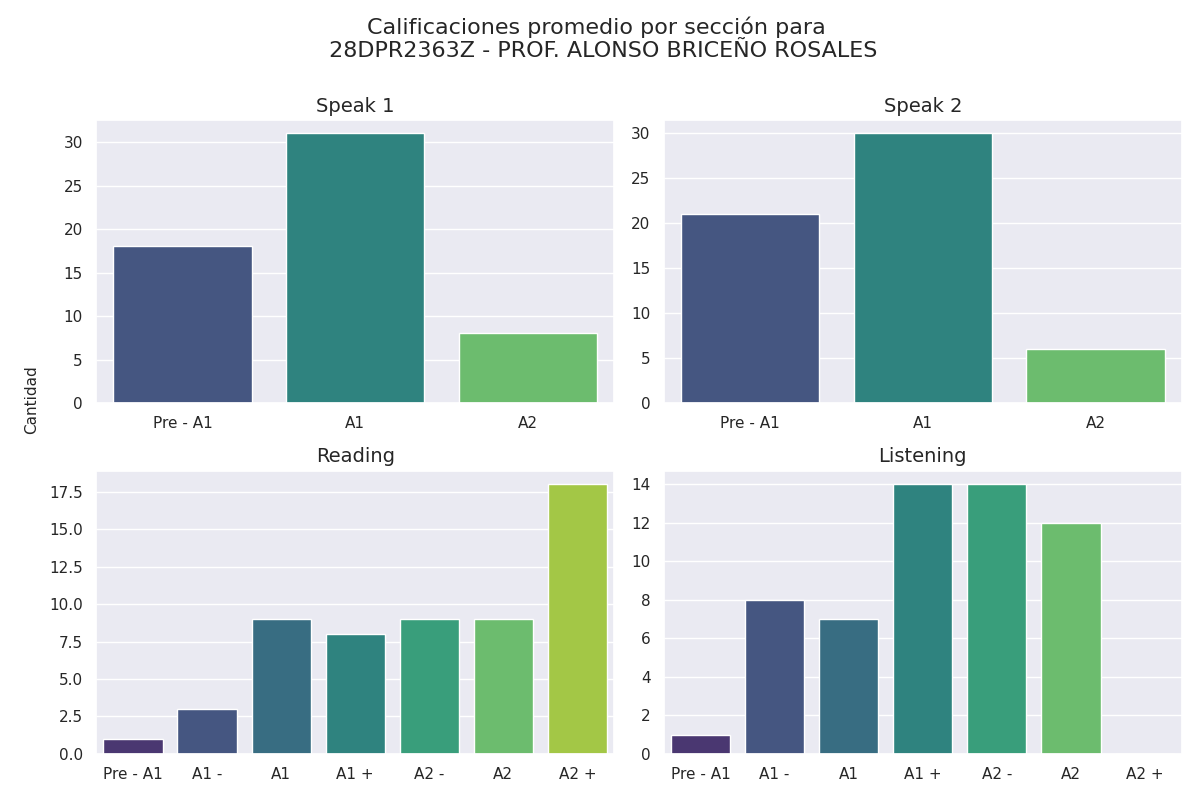 Calificaciones promedio por sección para
28DPR2363Z - PROF. ALONSO BRICEÑO ROSALES
Cantidad
Speak 1
30
25
20
15
10
5
0
Pre - A1 A1 A2
Speak 2
30
25
20
15
10
5
0
Pre - A1 A1 A2
Reading
17.5
15.0
12.5
10.0
7.5
5.0
2.5
0.0
Pre - A1 A1 - A1 A1 + A2 - A2 A2 +
Listening
14
12
10
8
6
4
2
0
Pre - A1 A1 - A1 A1 + A2 - A2 A2 +